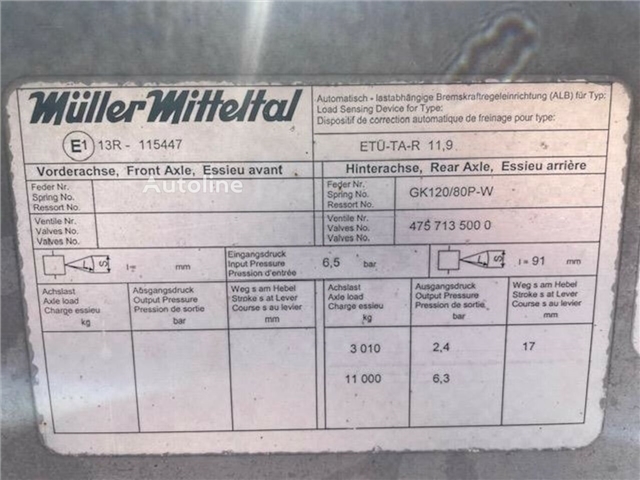 Müller Mitteltal
E1 13R - 115447
Automatisch - lastabhängige Bremskraftregeleinrichtung (ALB) für Typ:
Load Sensing Device for Type:
Dispositif de correction automatique de freinage pour type:
ETÜ-TA-R 11,9
Vorderachse, Front Axle, Essieu avant
Hinterachse, Rear Axle, Essieu arrière
Feder Nr.
Spring No.
Ressort No.
Feder Nr.
Spring No.
Ressort No.
GK120/80P-W
Ventile Nr.
Valves No.
Valves No.
Ventile Nr.
Valves No.
Valves No.
475 713 500 0
L S l = mm
Eingangsdruck
Input Pressure
Pression d'entrée
6,5 bar
L S l = 91 mm
Achslast
Axle load
Charge essieu
kg
Absgangsdruck
Output Pressure
Pression de sortie
bar
Weg s am Hebel
Stroke s at Lever
Course s au levier
mm
Achslast
Axle load
Charge essieu
kg
Ausgangsdruck
Output Pressure
Pression de sortie
bar
Weg s am Hebel
Stroke s at Lever
Course s au levier
mm
3 010 2,4 17
11 000 6,3
Autoline